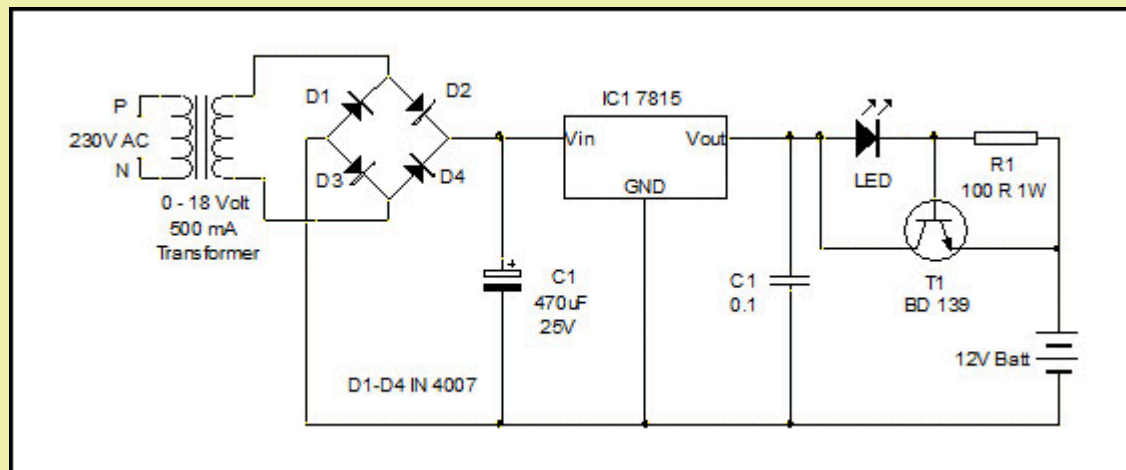 P
230V AC
N
0 - 18 Volt
500 mA
Transformer
D1
D2
D3
D4
IC1 7815
Vin
Vout
GND
C1
+
470uF
25V
C1
0.1
LED
R1
100 R 1W
T1
BD 139
12V Batt
D1-D4 IN 4007